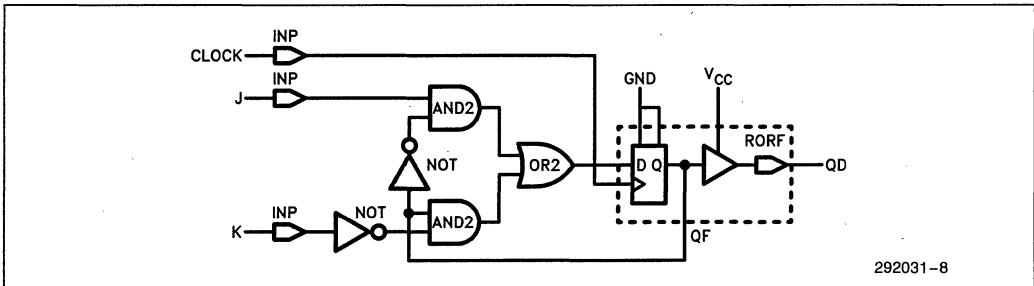 INP
CLOCK
INP
J
AND2
NOT
OR2
GND
VCC
D Q
RORF
QD
INP
K
NOT
AND2
QF
292031-8